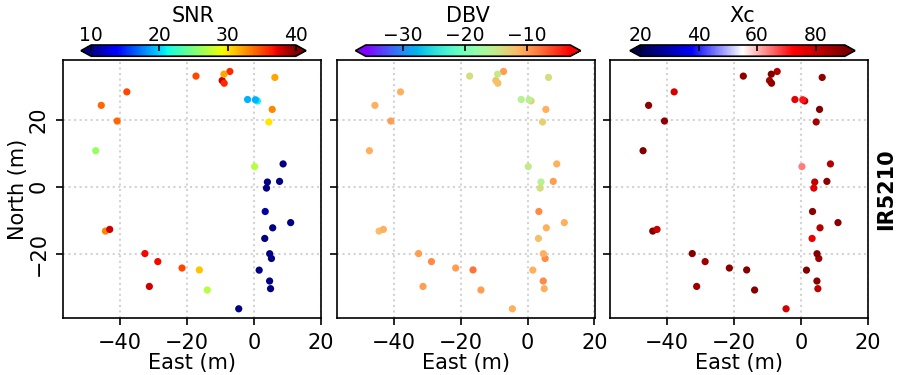 SNR DBV Xc
10 20 30 40 −30 −20 −10 20 40 60 80
20
0
−20
North (m)
IR5210
−40 −20 0 20 −40 −20 0 20 −40 −20 0 20
East (m) East (m) East (m)